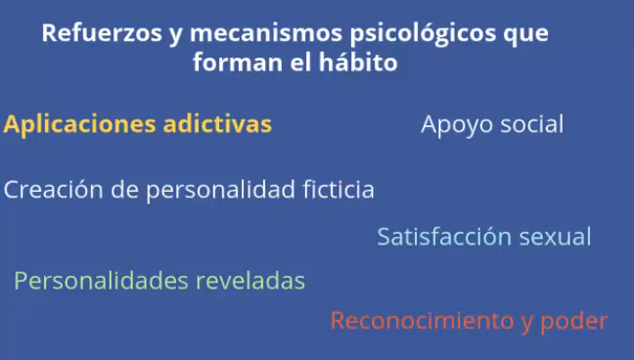 Refuerzos y mecanismos psicológicos que
forman el hábito
Aplicaciones adictivas
Apoyo social
Creación de personalidad ficticia
Satisfacción sexual
Personalidades reveladas
Reconocimiento y poder